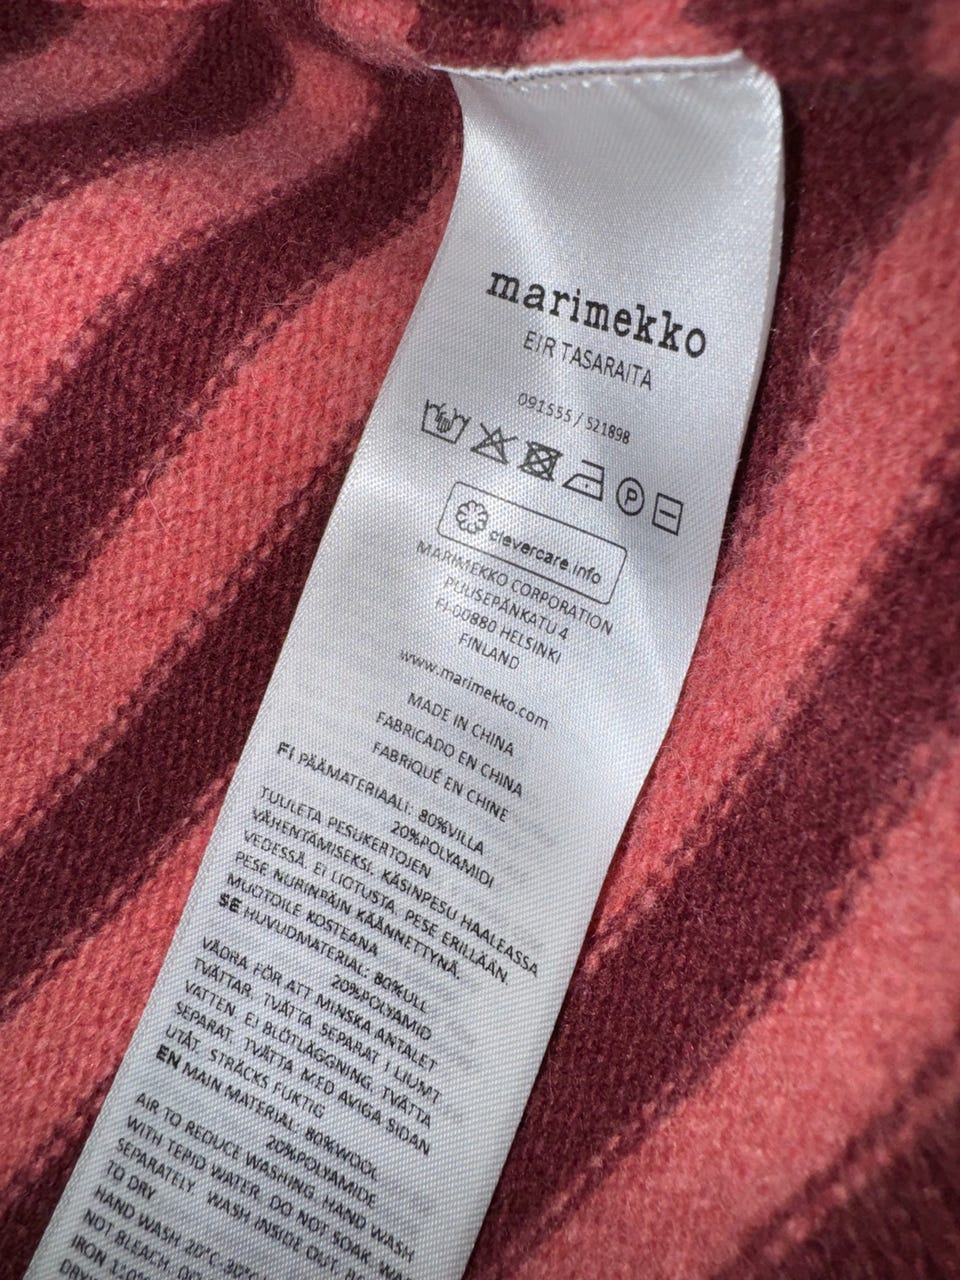 marimekko
EIR TASARAITA
091555 / 521898
P
clevercare.info
MARIMEKKO CORPORATION
PUUSEPÄNKATU 4
FI-00880 HELSINKI
FINLAND
www.marimekko.com
MADE IN CHINA
FABRICADO EN CHINA
FABRIQUÉ EN CHINE
FI PÄÄMATERIAALI: 80%VILLA
20%POLYAMIDI
TUULETA PESUKERTOJEN
VÄHENTÄMISEKSI. KÄSINPESU HAALEASSA
VEDESSÄ. EI LIOTUSTA. PESE ERILLÄÄN.
PESE NURINPÄIN KÄÄNNETTYNÄ.
MUOTOILE KOSTEANA
SE HUVUDMATERIAL: 80%ULL
20%POLYAMID
VÄDRA FÖR ATT MINSKA ANTALET
TVÄTTAR. TVÄTTA SEPARAT I LJUMT
VATTEN. EJ BLÖTLÄGGNING. TVÄTTA
SEPARAT. TVÄTTA MED AVIGA SIDAN
UTÅT. STRÄCKS FUKTIG
EN MAIN MATERIAL: 80%WOOL
20%POLYAMIDE
AIR TO REDUCE WASHING. HAND WASH
WITH TEPID WATER. DO NOT SOAK. WASH
SEPARATELY. WASH INSIDE OUT.
TO DRY
HAND WASH 20°C-30°C
NOT BLEACH.
IRON